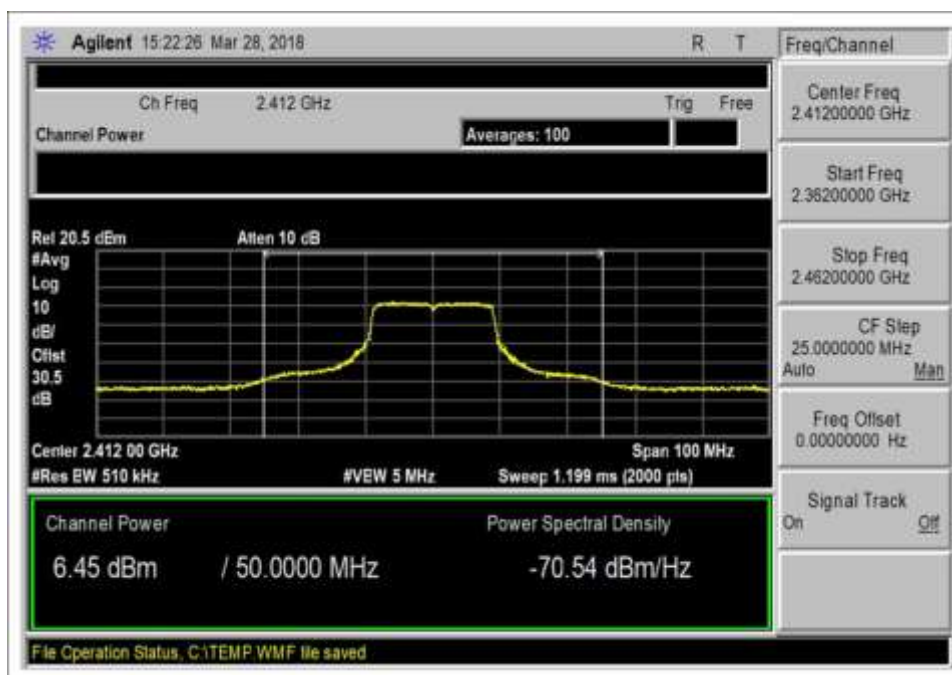 Agilent 15:22:26 Mar 28, 2018 R T
Ch Freq 2.412 GHz Trig Free
Channel Power Averages: 100
Ref 20.5 dBm Atten 10 dB
#Avg
Log
10
dB/
Offst
30.5
dB
Center 2.412 00 GHz Span 100 MHz
#Res BW 510 kHz #VBW 5 MHz Sweep 1.199 ms (2000 pts)
Channel Power Power Spectral Density
6.45 dBm / 50.0000 MHz -70.54 dBm/Hz
File Operation Status, C:\TEMP.WMF file saved
Freq/Channel
Center Freq
2.41200000 GHz
Start Freq
2.36200000 GHz
Stop Freq
2.46200000 GHz
CF Step
25.0000000 MHz
Auto Man
Freq Offset
0.00000000 Hz
Signal Track
On Off